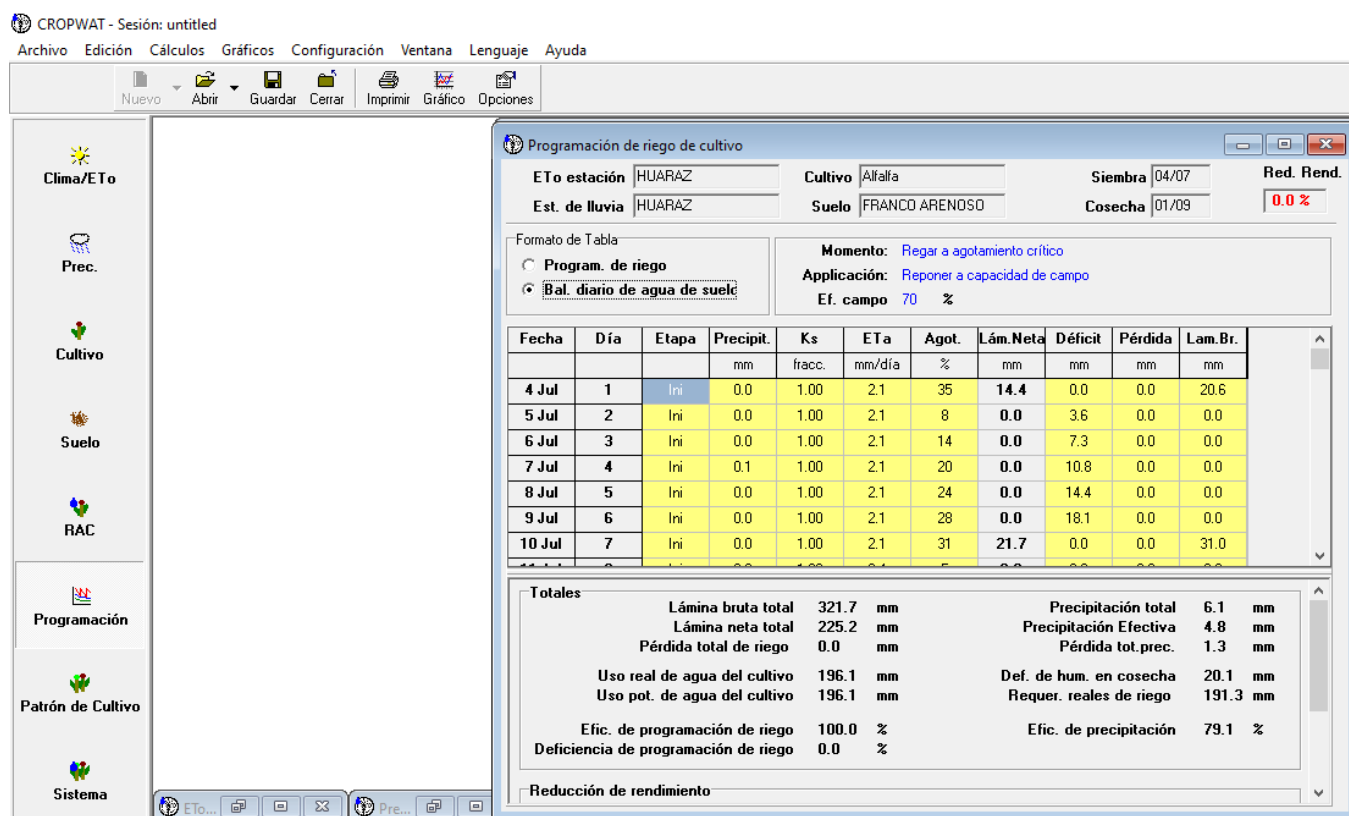 CROPWAT - Sesión: untitled
Archivo Edición Cálculos Gráficos Configuración Ventana Lenguaje Ayuda
Nuevo Abrir Guardar Cerrar Imprimir Gráfico Opciones
Clima/ETo
Prec.
Cultivo
Suelo
RAC
Programación
Patrón de Cultivo
Sistema
Programación de riego de cultivo
ETo estación HUARAZ Cultivo Alfalfa Siembra 04/07 Red. Rend.
Est. de lluvia HUARAZ Suelo FRANCO ARENOSO Cosecha 01/09 0.0 %
Formato de Tabla
Program. de riego
Bal. diario de agua de suelo
Momento: Regar a agotamiento crítico
Applicación: Reponer a capacidad de campo
Ef. campo 70 %
Fecha Día Etapa Precipit. Ks ETa Agot. Lám.Neta Déficit Pérdida Lam.Br.
mm fracc. mm/día % mm mm mm mm
4 Jul 1 Ini 0.0 1.00 2.1 35 14.4 0.0 0.0 20.6
5 Jul 2 Ini 0.0 1.00 2.1 8 0.0 3.6 0.0 0.0
6 Jul 3 Ini 0.0 1.00 2.1 14 0.0 7.3 0.0 0.0
7 Jul 4 Ini 0.1 1.00 2.1 20 0.0 10.8 0.0 0.0
8 Jul 5 Ini 0.0 1.00 2.1 24 0.0 14.4 0.0 0.0
9 Jul 6 Ini 0.0 1.00 2.1 28 0.0 18.1 0.0 0.0
10 Jul 7 Ini 0.0 1.00 2.1 31 21.7 0.0 0.0 31.0
Totales
Lámina bruta total 321.7 mm Precipitación total 6.1 mm
Lámina neta total 225.2 mm Precipitación Efectiva 4.8 mm
Pérdida total de riego 0.0 mm Pérdida tot.prec. 1.3 mm
Uso real de agua del cultivo 196.1 mm Def. de hum. en cosecha 20.1 mm
Uso pot. de agua del cultivo 196.1 mm Requer. reales de riego 191.3 mm
Efic. de programación de riego 100.0 % Efic. de precipitación 79.1 %
Deficiencia de programación de riego 0.0 %
Reducción de rendimiento
ETo... Pre...